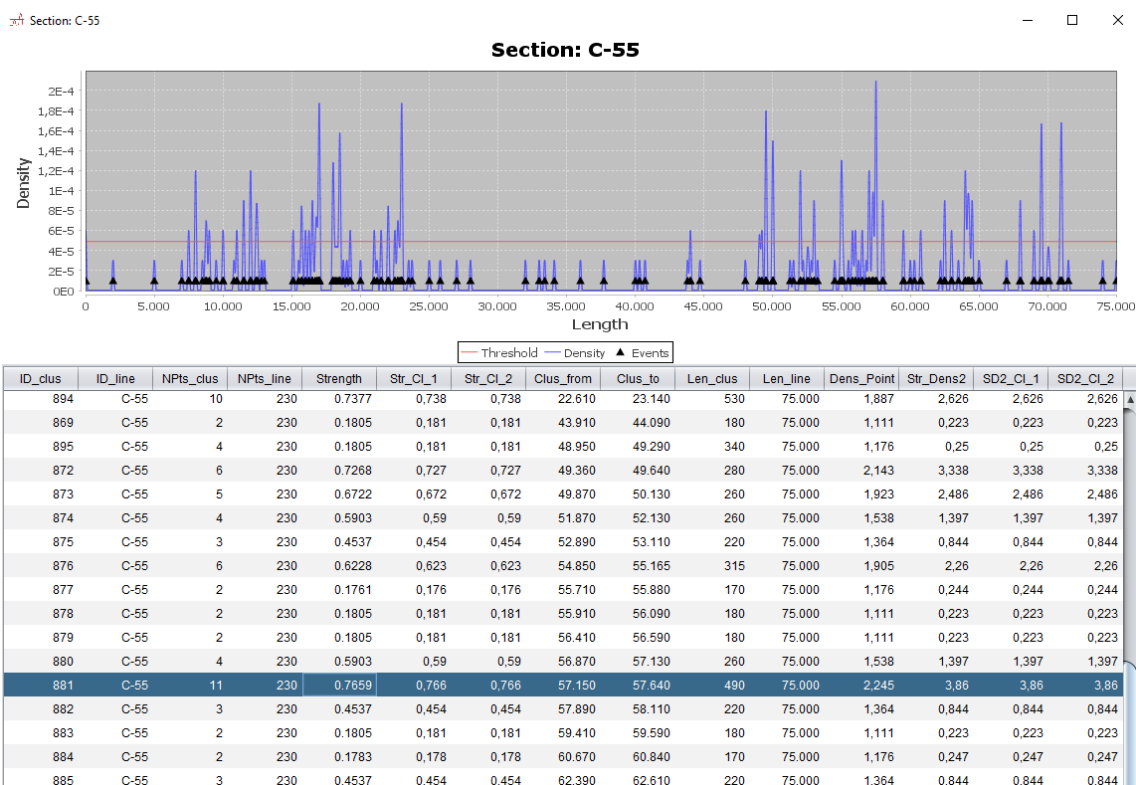 Section: C-55
Section: C-55
Density
2E-4
1,8E-4
1,6E-4
1,4E-4
1,2E-4
1E-4
8E-5
6E-5
4E-5
2E-5
0E0
0 5.000 10.000 15.000 20.000 25.000 30.000 35.000 40.000 45.000 50.000 55.000 60.000 65.000 70.000 75.000
Length
Threshold Density Events
ID_clus ID_line NPts_clus NPts_line Strength Str_CI_1 Str_CI_2 Clus_from Clus_to Len_clus Len_line Dens_Point Str_Dens2 SD2_CI_1 SD2_CI_2
894 C-55 10 230 0.7377 0,738 0,738 22.610 23.140 530 75.000 1,887 2,626 2,626 2,626
869 C-55 2 230 0.1805 0,181 0,181 43.910 44.090 180 75.000 1,111 0,223 0,223 0,223
895 C-55 4 230 0.1805 0,181 0,181 48.950 49.290 340 75.000 1,176 0,25 0,25 0,25
872 C-55 6 230 0.7268 0,727 0,727 49.360 49.640 280 75.000 2,143 3,338 3,338 3,338
873 C-55 5 230 0.6722 0,672 0,672 49.870 50.130 260 75.000 1,923 2,486 2,486 2,486
874 C-55 4 230 0.5903 0,59 0,59 51.870 52.130 260 75.000 1,538 1,397 1,397 1,397
875 C-55 3 230 0.4537 0,454 0,454 52.890 53.110 220 75.000 1,364 0,844 0,844 0,844
876 C-55 6 230 0.6228 0,623 0,623 54.850 55.165 315 75.000 1,905 2,26 2,26 2,26
877 C-55 2 230 0.1761 0,176 0,176 55.710 55.880 170 75.000 1,176 0,244 0,244 0,244
878 C-55 2 230 0.1805 0,181 0,181 55.910 56.090 180 75.000 1,111 0,223 0,223 0,223
879 C-55 2 230 0.1805 0,181 0,181 56.410 56.590 180 75.000 1,111 0,223 0,223 0,223
880 C-55 4 230 0.5903 0,59 0,59 56.870 57.130 260 75.000 1,538 1,397 1,397 1,397
881 C-55 11 230 0.7659 0,766 0,766 57.150 57.640 490 75.000 2,245 3,86 3,86 3,86
882 C-55 3 230 0.4537 0,454 0,454 57.890 58.110 220 75.000 1,364 0,844 0,844 0,844
883 C-55 2 230 0.1805 0,181 0,181 59.410 59.590 180 75.000 1,111 0,223 0,223 0,223
884 C-55 2 230 0.1783 0,178 0,178 60.670 60.840 170 75.000 1,176 0,247 0,247 0,247
885 C-55 3 230 0.4537 0,454 0,454 62.390 62.610 220 75.000 1,364 0,844 0,844 0,844